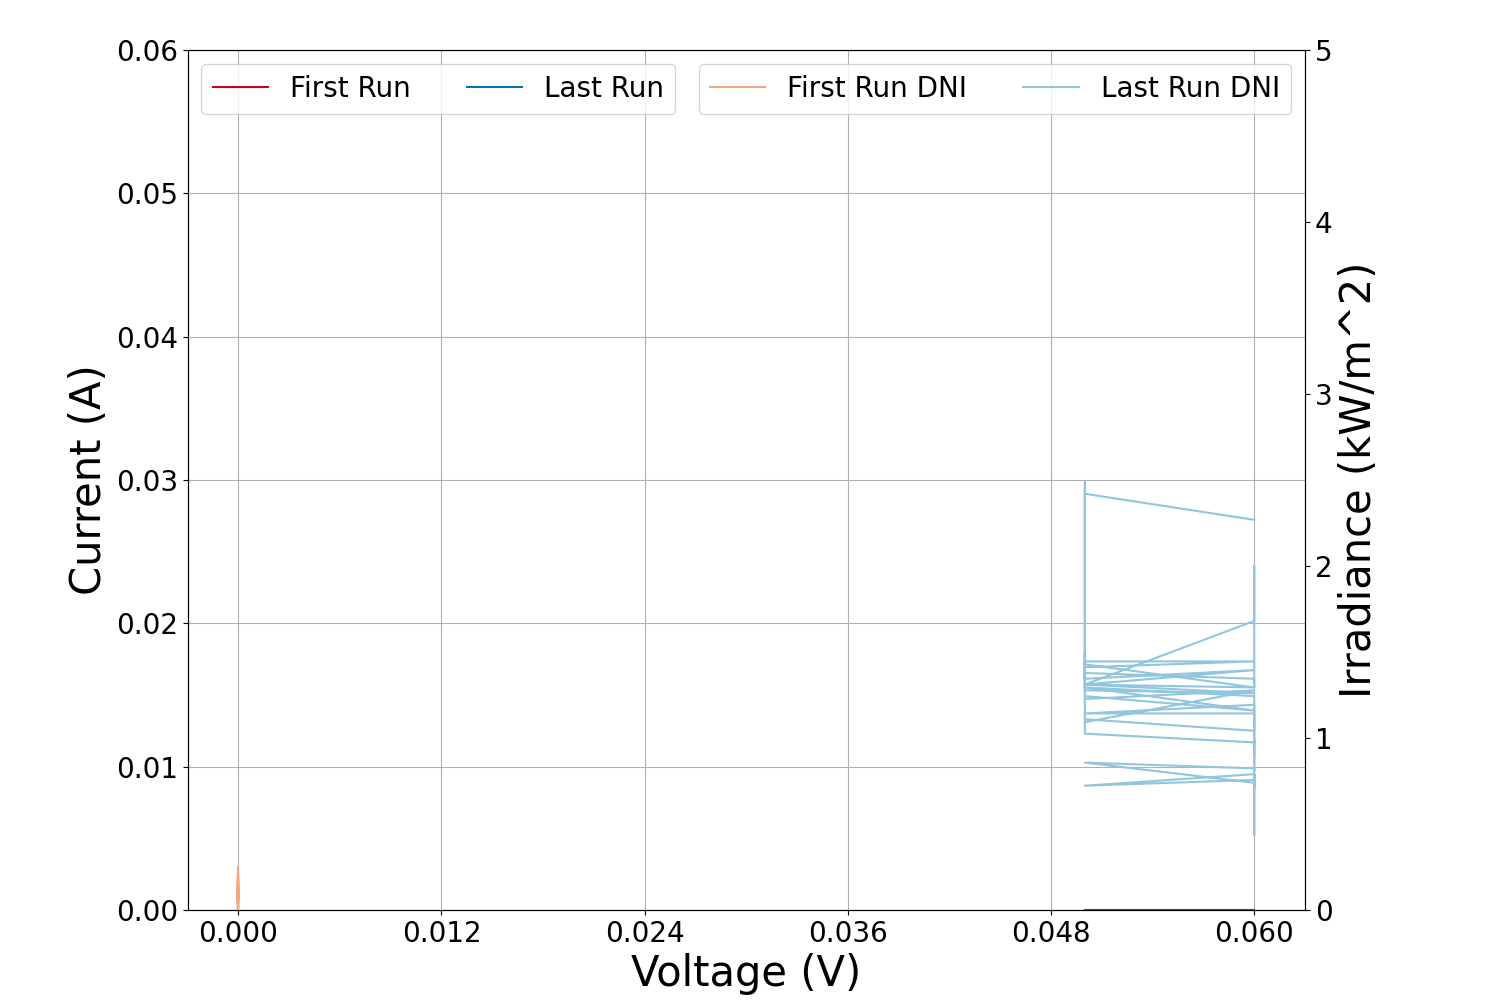 First Run
Last Run
First Run DNI
Last Run DNI
0.06
0.05
0.04
0.03
0.02
0.01
0.00
Current (A)
5
4
3
2
1
0
Irradiance (kW/m^2)
0.000
0.012
0.024
0.036
0.048
0.060
Voltage (V)